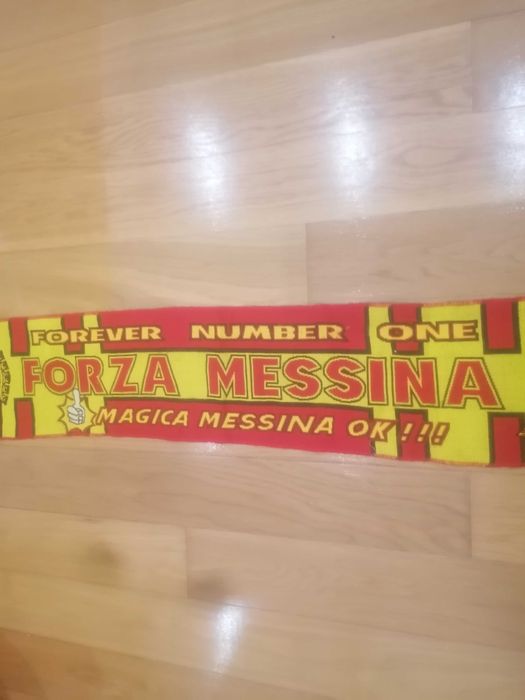 FOREVER NUMBER ONE
FORZA MESSINA
MAGICA MESSINA OK!!!